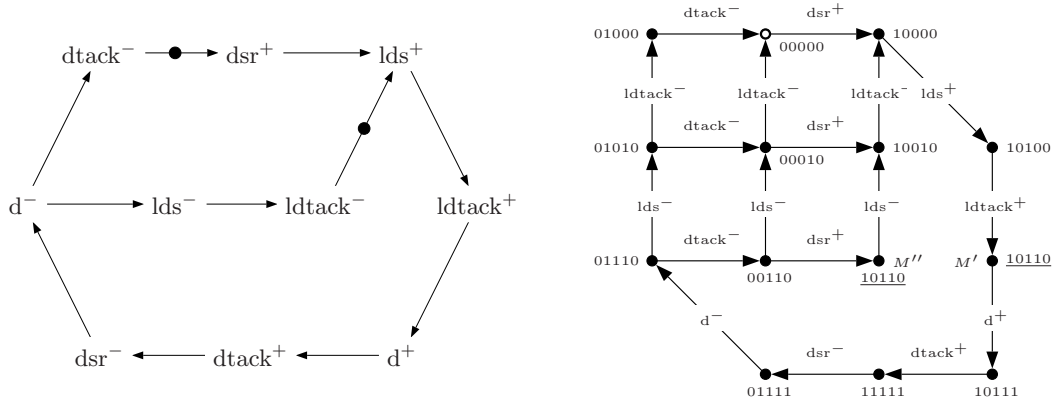 dtack⁻ dsr⁺ lds⁺
d⁻ lds⁻ ldtack⁻ ldtack⁺
dsr⁻ dtack⁺ d⁺
dtack⁻ dsr⁺
01000 00000 10000
ldtack⁻ ldtack⁻ ldtack⁻ lds⁺
dtack⁻ dsr⁺
01010 00010 10010 10100
lds⁻ lds⁻ lds⁻ ldtack⁺
dtack⁻ dsr⁺
01110 00110 M′′ 10110 M′ 10110
d⁻ d⁺
dsr⁻ dtack⁺
01111 11111 10111